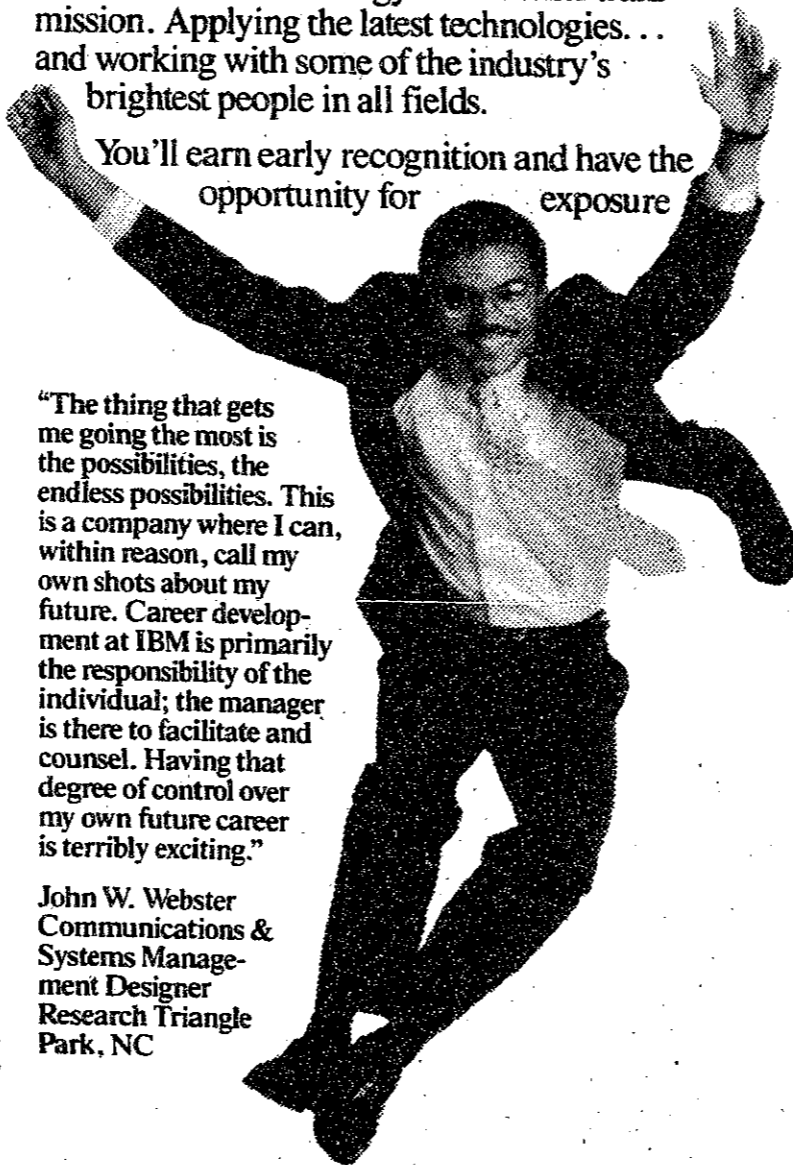 mission. Applying the latest technologies...
and working with some of the industry's
brightest people in all fields.
You'll earn early recognition and have the
opportunity for exposure
"The thing that gets
me going the most is
the possibilities, the
endless possibilities. This
is a company where I can,
within reason, call my
own shots about my
future. Career develop-
ment at IBM is primarily
the responsibility of the
individual; the manager
is there to facilitate and
counsel. Having that
degree of control over
my own future career
is terribly exciting."
John W. Webster
Communications &
Systems Manage-
ment Designer
Research Triangle
Park, NC